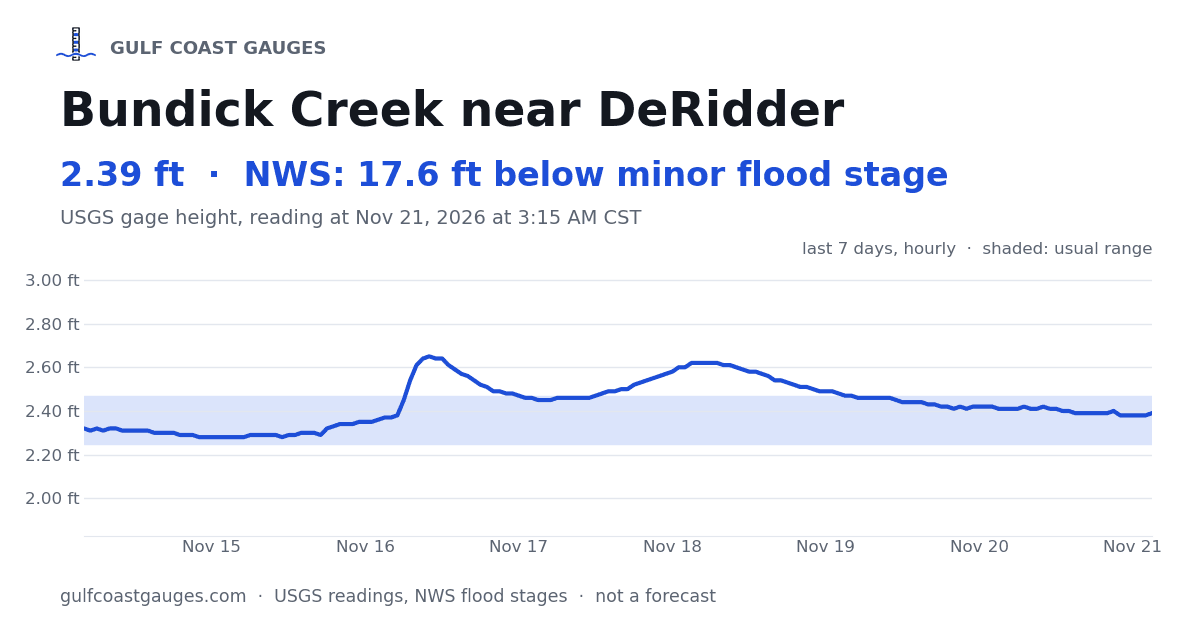 GULF COAST GAUGES
Bundick Creek near DeRidder
2.39 ft · NWS: 17.6 ft below minor flood stage
USGS gage height, reading at Nov 21, 2026 at 3:15 AM CST
last 7 days, hourly · shaded: usual range
3.00 ft
2.80 ft
2.60 ft
2.40 ft
2.20 ft
2.00 ft
Nov 15 Nov 16 Nov 17 Nov 18 Nov 19 Nov 20 Nov 21
gulfcoastgauges.com · USGS readings, NWS flood stages · not a forecast